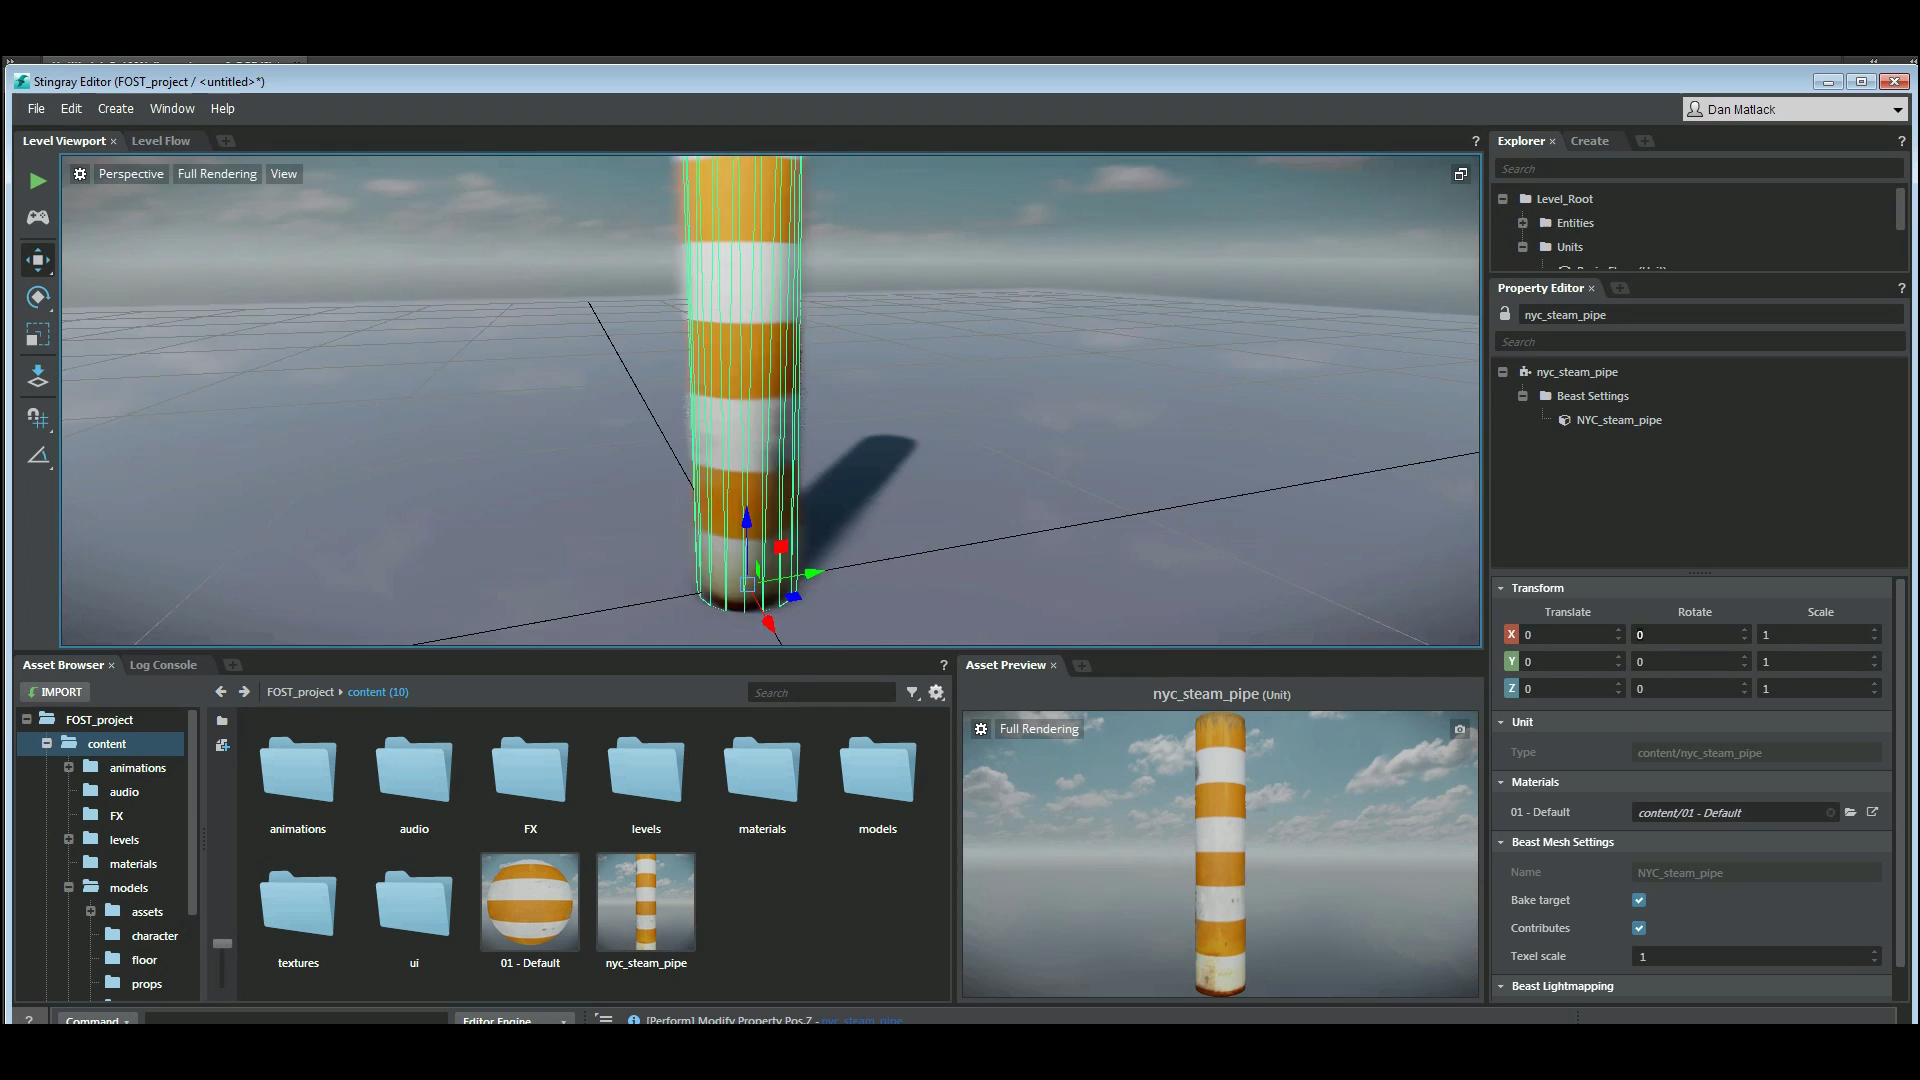 Stingray Editor (FOST_project / <untitled>*)
File Edit Create Window Help
Dan Matlack
Level Viewport × Level Flow
?
Explorer × Create
?
Perspective Full Rendering View
Search
Level_Root
Entities
Units
Property Editor ×
?
nyc_steam_pipe
Search
nyc_steam_pipe
Beast Settings
NYC_steam_pipe
Transform
Translate Rotate Scale
X 0 0 1
Y 0 0 1
Z 0 0 1
Unit
Type content/nyc_steam_pipe
Materials
01 - Default content/01 - Default
Beast Mesh Settings
Name NYC_steam_pipe
Bake target
Contributes
Texel scale 1
Beast Lightmapping
Asset Browser × Log Console
?
IMPORT
FOST_project content (10)
Search
FOST_project
content
animations
audio
FX
levels
materials
models
assets
character
floor
props
animations audio FX levels materials models
textures ui 01 - Default nyc_steam_pipe
Asset Preview ×
nyc_steam_pipe (Unit)
Full Rendering
? Command Editor Engine [Perform] Modify Property Pos.Z - nyc_steam_pipe